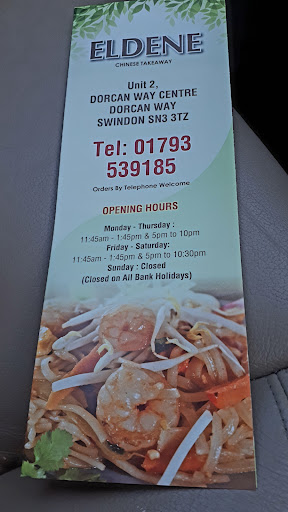 ELDENE
CHINESE TAKEAWAY
Unit 2,
DORCAN WAY CENTRE
DORCAN WAY
SWINDON SN3 3TZ
Tel: 01793
539185
Orders By Telephone Welcome
OPENING HOURS
Monday - Thursday :
11:45am - 1:45pm & 5pm to 10pm
Friday - Saturday:
11:45am - 1:45pm & 5pm to 10:30pm
Sunday : Closed
(Closed on All Bank Holidays)